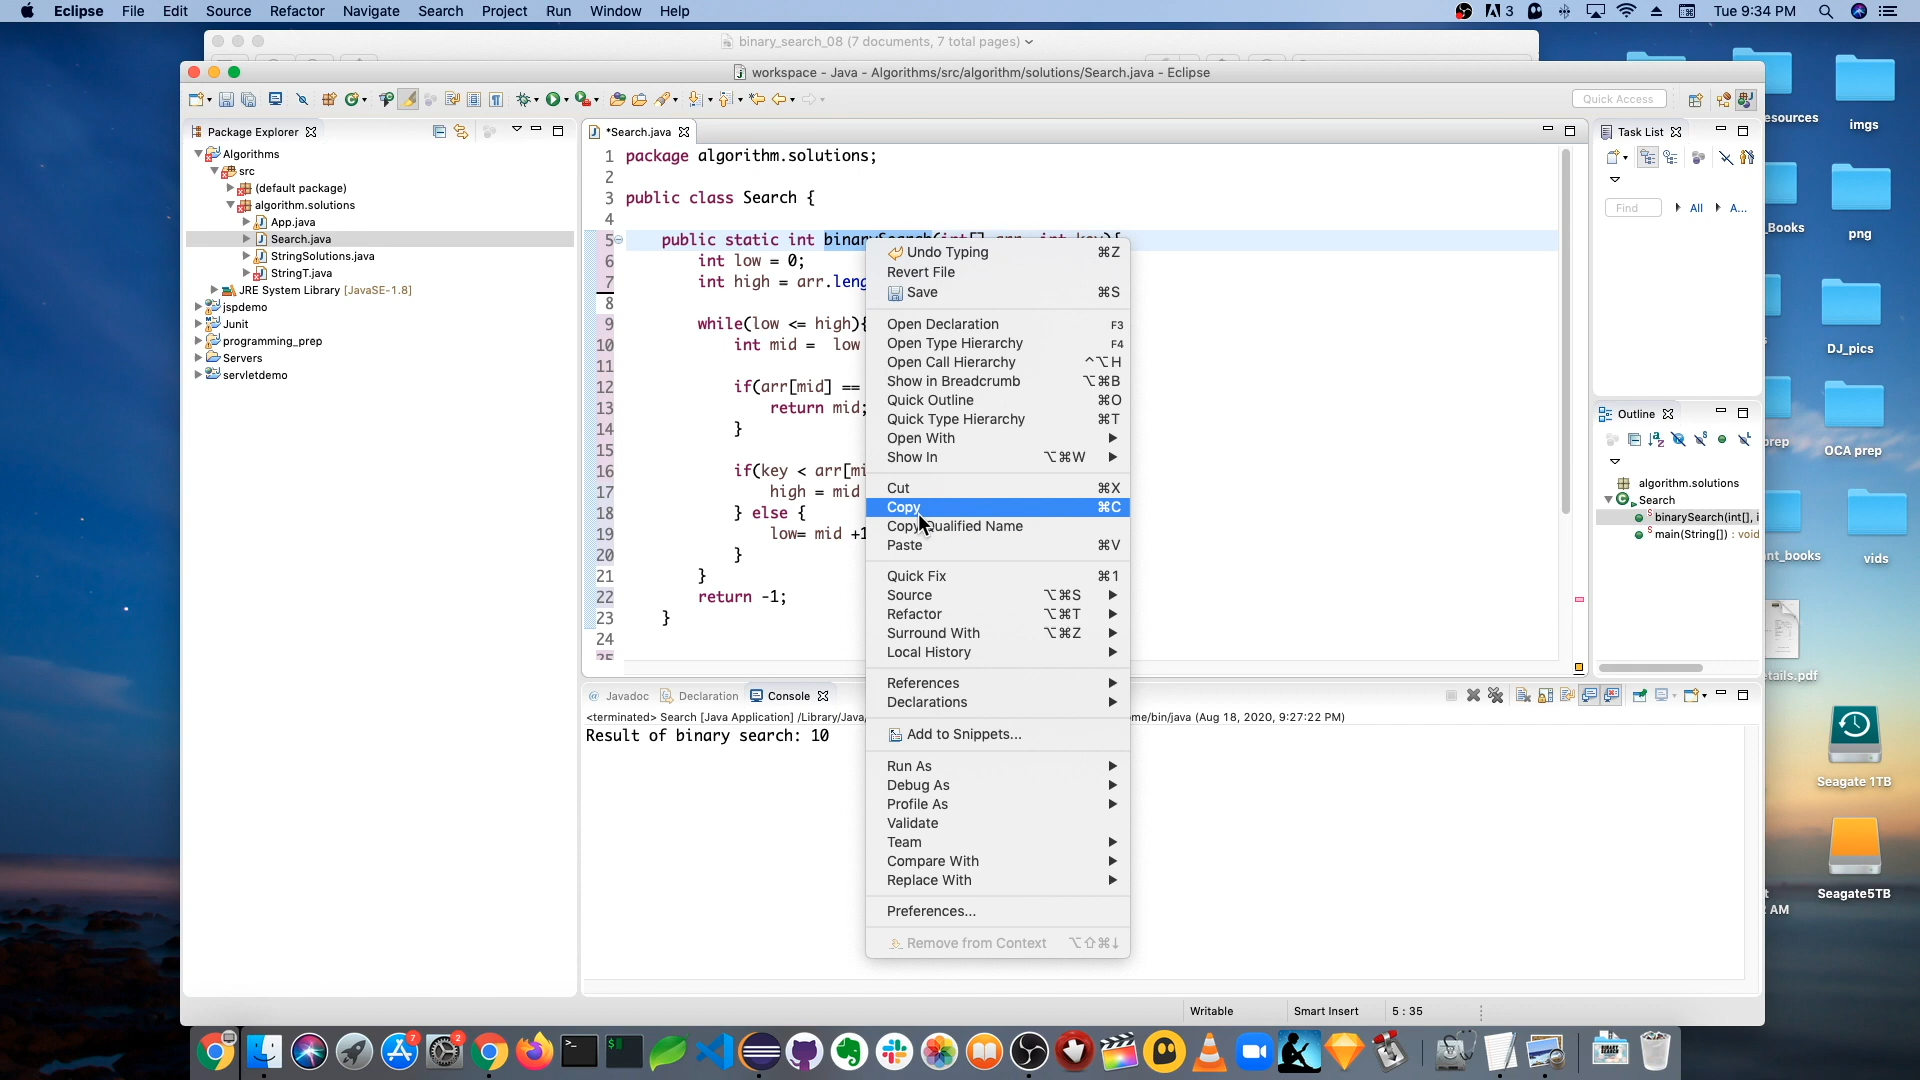 Eclipse File Edit Source Refactor Navigate Search Project Run Window Help
3 Tue 9:34 PM
binary_search_08 (7 documents, 7 total pages)
workspace - Java - Algorithms/src/algorithm/solutions/Search.java - Eclipse
Quick Access
Package Explorer
Algorithms
src
(default package)
algorithm.solutions
App.java
Search.java
StringSolutions.java
StringT.java
JRE System Library [JavaSE-1.8]
jspdemo
Junit
programming_prep
Servers
servletdemo
*Search.java
1 package algorithm.solutions;
2
3 public class Search {
4
5 public static int binarySearch(int[] arr, int key){
6 int low = 0;
7 int high = arr.leng
8
9 while(low <= high){
10 int mid = low
11
12 if(arr[mid] ==
13 return mid;
14 }
15
16 if(key < arr[mi
17 high = mid
18 } else {
19 low= mid +1
20 }
21 }
22 return -1;
23 }
24
25
Undo Typing ⌘Z
Revert File
Save ⌘S
Open Declaration F3
Open Type Hierarchy F4
Open Call Hierarchy ^⌥H
Show in Breadcrumb ⌥⌘B
Quick Outline ⌘O
Quick Type Hierarchy ⌘T
Open With
Show In ⌥⌘W
Cut ⌘X
Copy ⌘C
Copy Qualified Name
Paste ⌘V
Quick Fix ⌘1
Source ⌥⌘S
Refactor ⌥⌘T
Surround With ⌥⌘Z
Local History
References
Declarations
Add to Snippets...
Run As
Debug As
Profile As
Validate
Team
Compare With
Replace With
Preferences...
Remove from Context ⌥⇧⌘↓
Task List
Find All A...
Outline
algorithm.solutions
Search
binarySearch(int[], i
main(String[]) : void
@ Javadoc Declaration Console
<terminated> Search [Java Application] /Library/Java/
me/bin/java (Aug 18, 2020, 9:27:22 PM)
Result of binary search: 10
Writable Smart Insert 5 : 35
esources
imgs
Books
png
DJ_pics
prep
OCA prep
nt_books
vids
tails.pdf
Seagate 1TB
Seagate5TB
t
AM
7
2